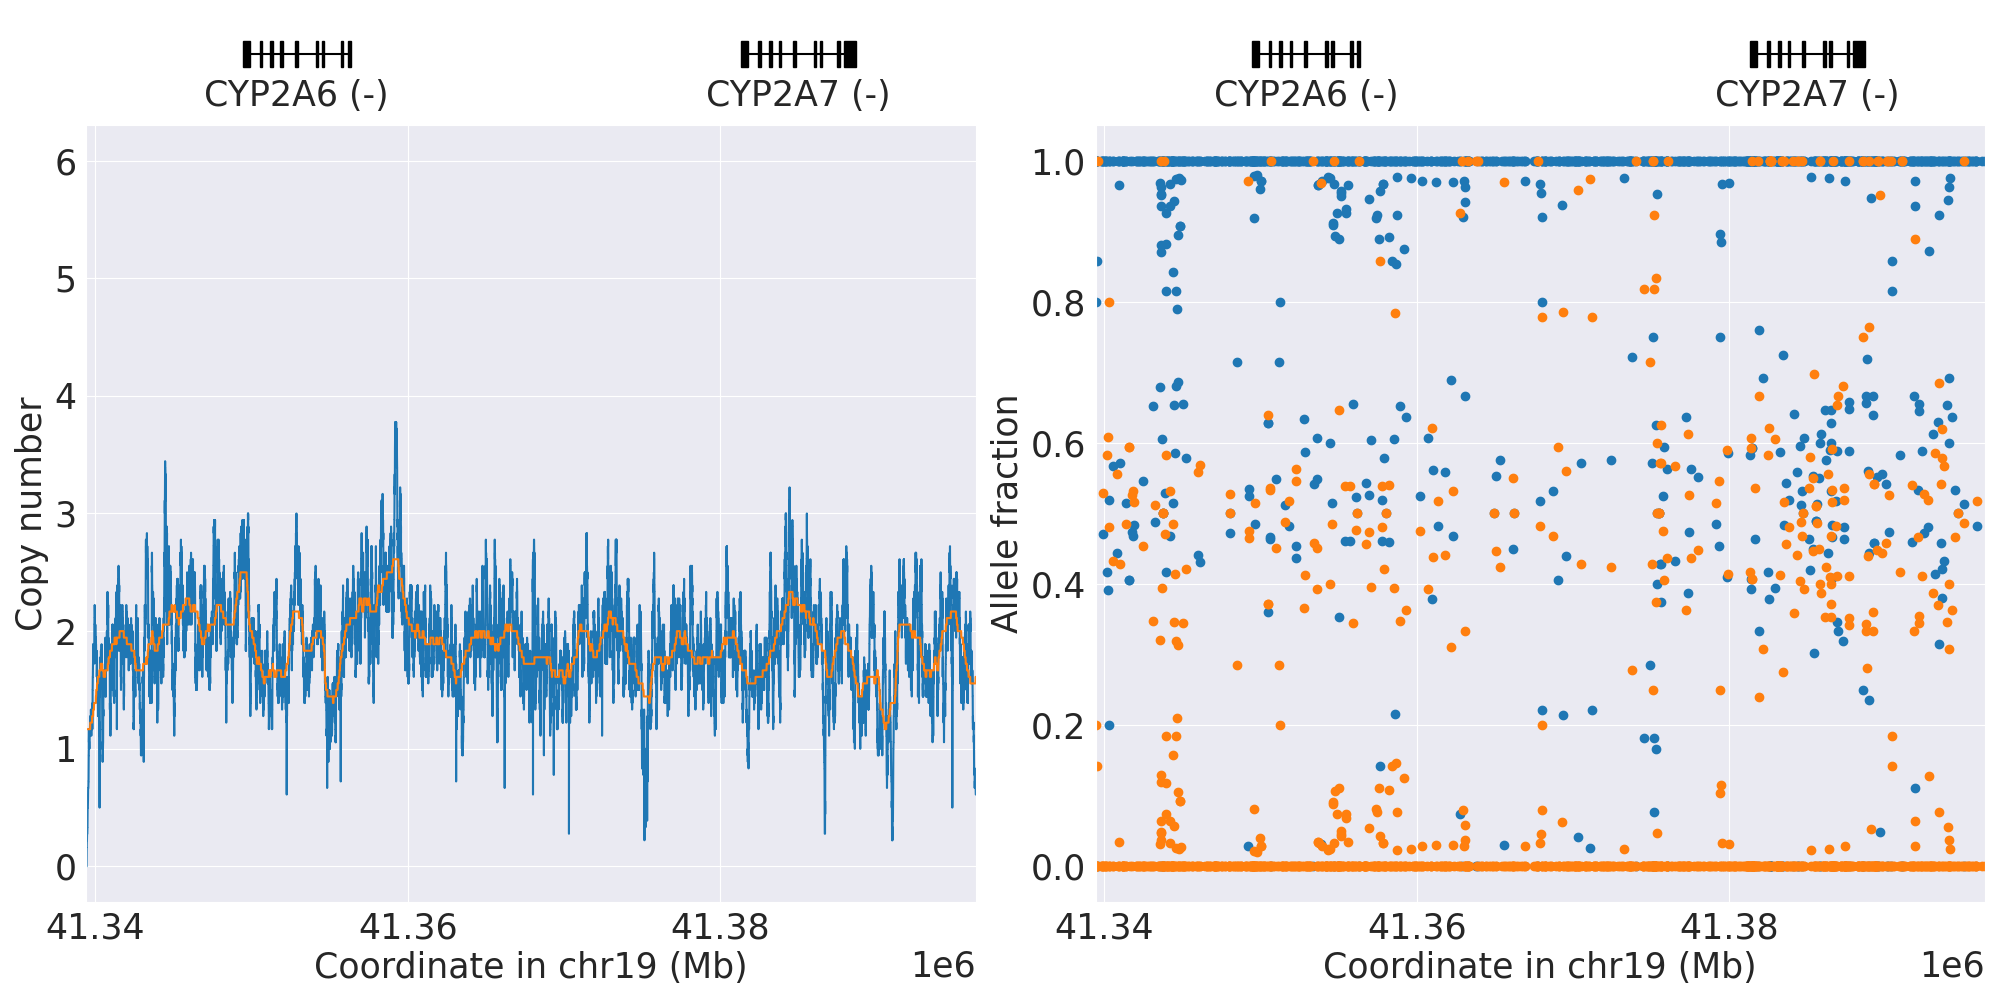 CYP2A6 (-)
CYP2A7 (-)
6
5
4
3
2
1
0
Copy number
41.34
41.36
41.38
Coordinate in chr19 (Mb)
1e6
CYP2A6 (-)
CYP2A7 (-)
1.0
0.8
0.6
0.4
0.2
0.0
Allele fraction
41.34
41.36
41.38
Coordinate in chr19 (Mb)
1e6